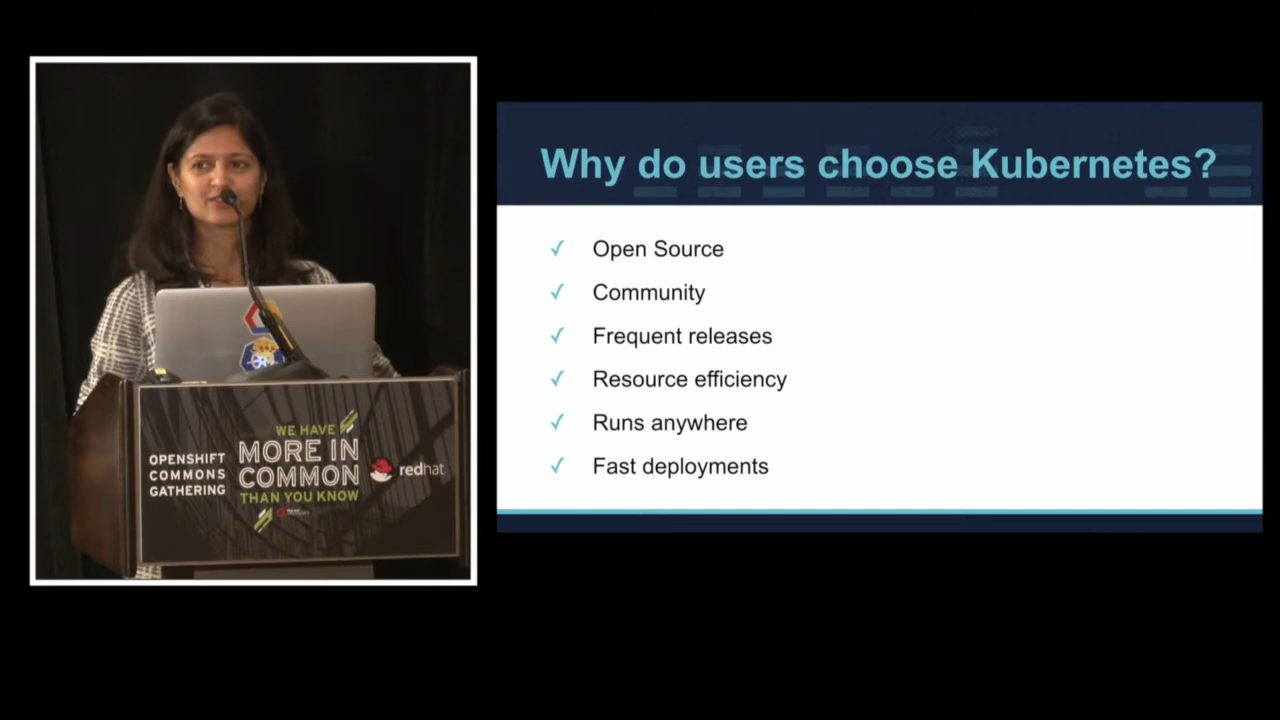 OPENSHIFT
COMMONS
GATHERING
WE HAVE
MORE IN
COMMON
THAN YOU KNOW
redhat
Why do users choose Kubernetes?
✓ Open Source
✓ Community
✓ Frequent releases
✓ Resource efficiency
✓ Runs anywhere
✓ Fast deployments